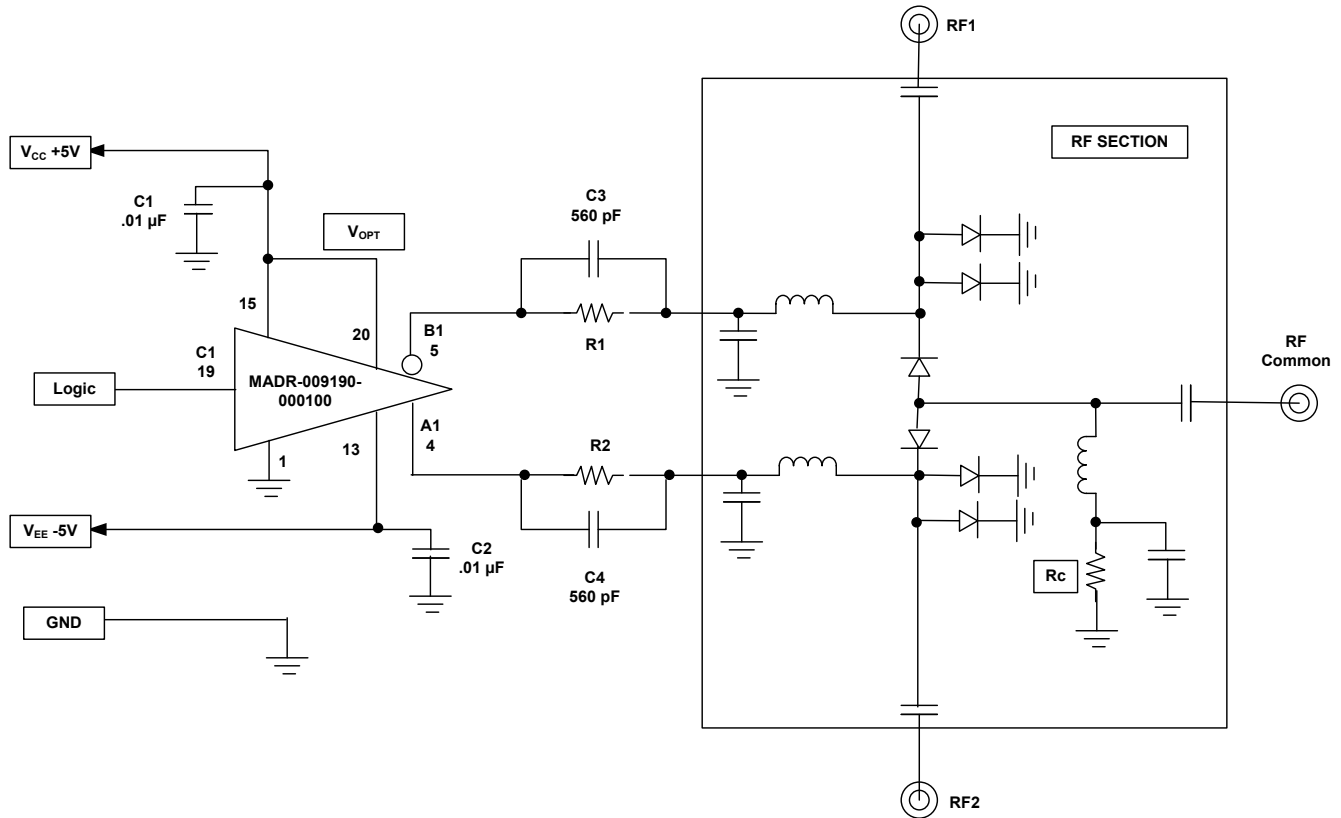 RF1
RF SECTION
VCC +5V
C1
.01 µF
C3
560 pF
VOPT
15
20
B1
5
R1
C1
19
Logic
MADR-009190-
000100
RF
Common
1
13
A1
4
R2
VEE -5V
C2
.01 µF
C4
560 pF
Rc
GND
RF2